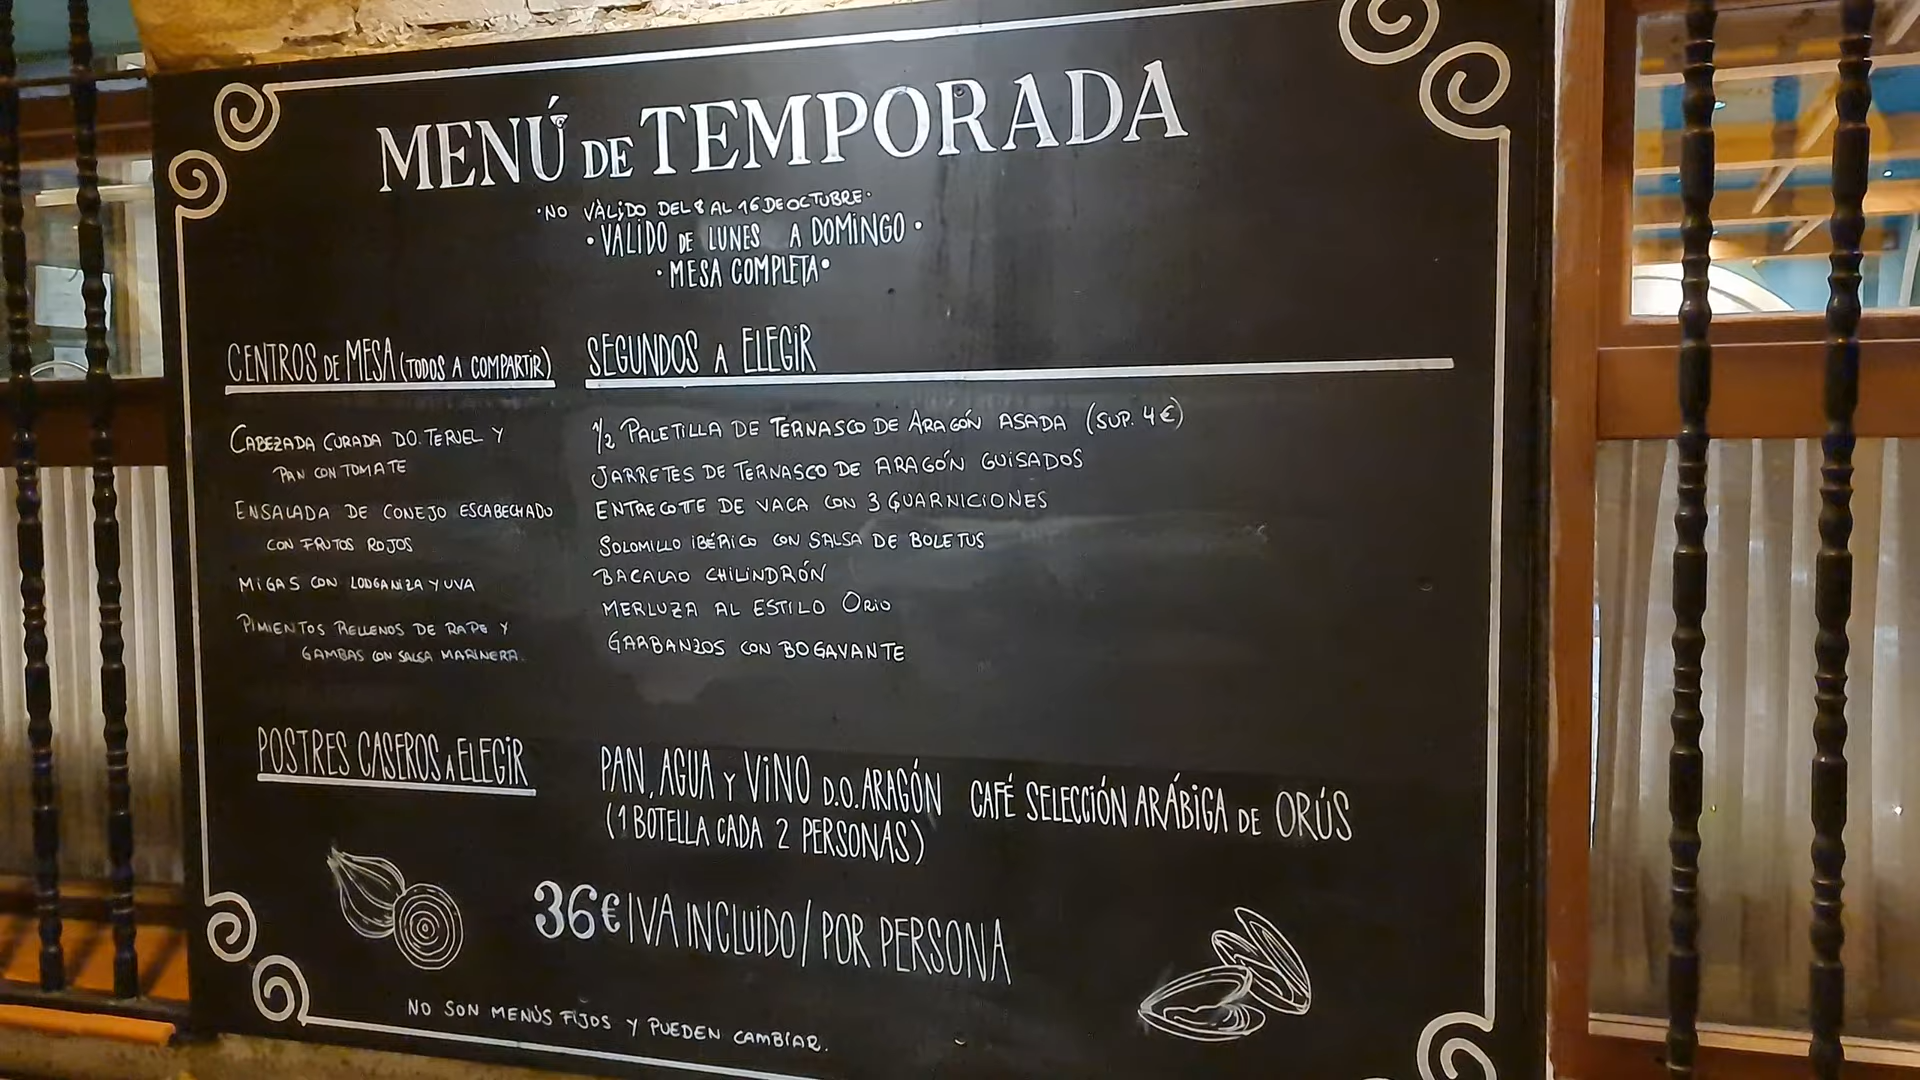 MENÚ DE TEMPORADA
·NO VÀLIDO DEL 8 AL 16 DE OCTUBRE·
• VALIDO DE LUNES A DOMINGO •
· MESA COMPLETA•
CENTROS DE MESA (TODOS A COMPARTIR)
CABEZADA CURADA DO. TERUEL Y
PAN CON TOMATE
ENSALADA DE CONEJO ESCABECHADO
CON FRUTOS ROJOS
MIGAS CON LONGANIZA Y UVA
PIMIENTOS RELLENOS DE RAPE Y
GAMBAS CON SALSA MARINERA.
SEGUNDOS A ELEGIR
1/2 PALETILLA DE TERNASCO DE ARAGÓN ASADA (SUP. 4€)
JARRETES DE TERNASCO DE ARAGÓN GUISADOS
ENTRECOTTE DE VACA CON 3 GUARNICIONES
SOLOMILLO IBÉRICO CON SALSA DE BOLETUS
BACALAO CHILINDRÓN
MERLUZA AL ESTILO ORIO
GARBANZOS CON BOGAVANTE
POSTRES CASEROS A ELEGIR
PAN, AGUA Y VINO D.O. ARAGÓN
(1 BOTELLA CADA 2 PERSONAS)
CAFÉ SELECCIÓN ARÁBIGA DE ORÚS
36€ IVA INCLUIDO / POR PERSONA
NO SON MENÚS FIJOS Y PUEDEN CAMBIAR.